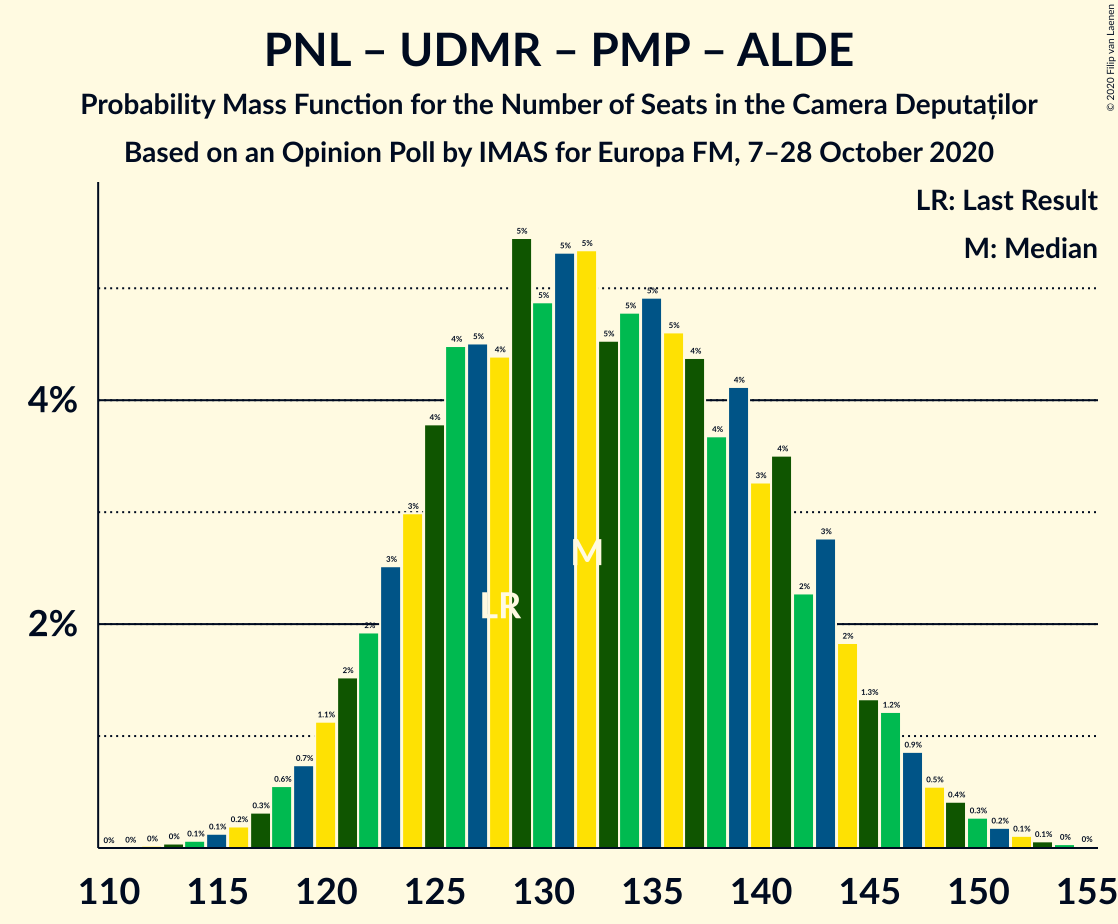 PNL – UDMR – PMP – ALDE
Probability Mass Function for the Number of Seats in the Camera Deputaților
Based on an Opinion Poll by IMAS for Europa FM, 7–28 October 2020
© 2020 Filip van Laenen
LR: Last Result
M: Median
4%
2%
0% 0% 0% 0% 0.1% 0.1% 0.2% 0.3% 0.6% 0.7% 1.1% 2% 2% 3% 3% 4% 4% 5% 4% 5% 5% 5% 5% 5% 5% 5% 5% 4% 4% 4% 3% 4% 2% 3% 2% 1.3% 1.2% 0.9% 0.5% 0.4% 0.3% 0.2% 0.1% 0.1% 0% 0%
LR
M
110 115 120 125 130 135 140 145 150 155